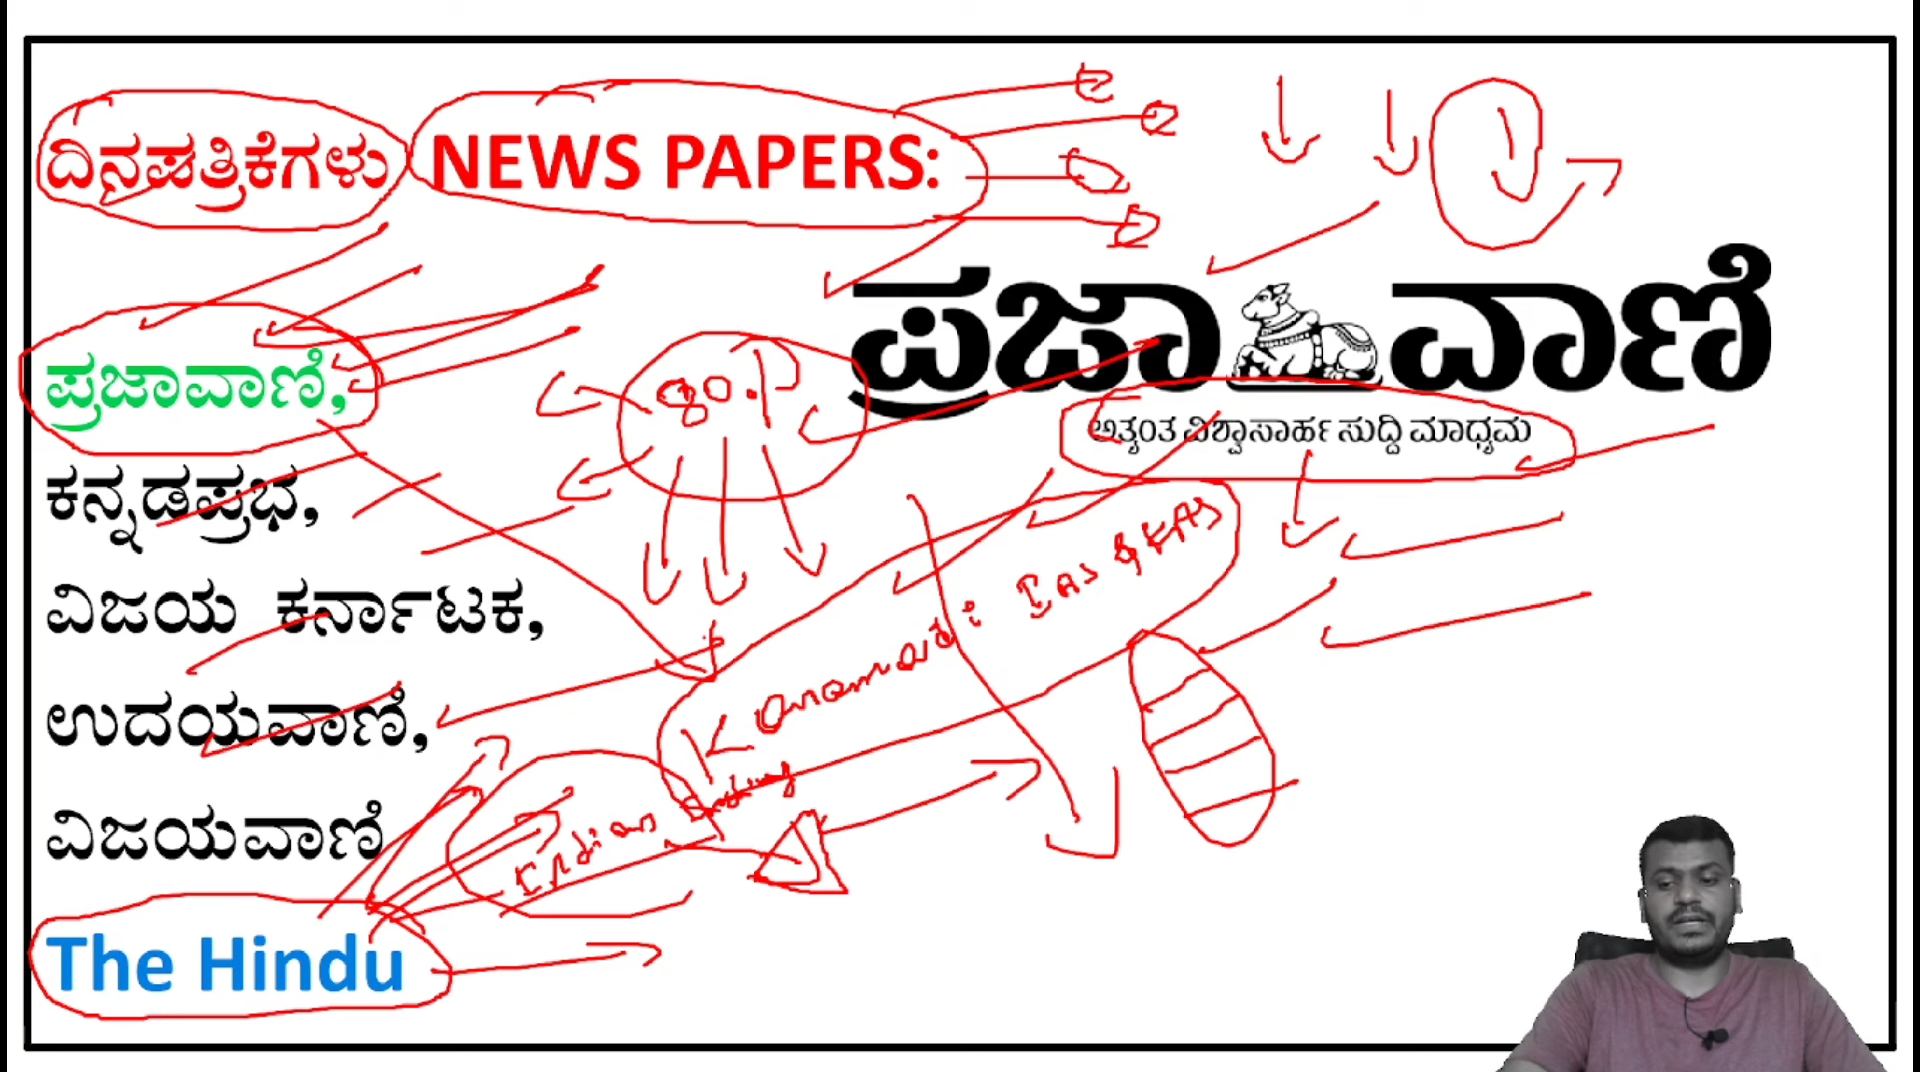 ದಿನಪತ್ರಿಕೆಗಳು NEWS PAPERS:
ಪ್ರಜಾವಾಣಿ
ಅತ್ಯಂತ ವಿಶ್ವಾಸಾರ್ಹ ಸುದ್ದಿ ಮಾಧ್ಯಮ
ಪ್ರಜಾವಾಣಿ,
ಕನ್ನಡಪ್ರಭ,
ವಿಜಯ ಕರ್ನಾಟಕ,
ಉದಯವಾಣಿ,
ವಿಜಯವಾಣಿ
The Hindu
IAS & KAS
Indian